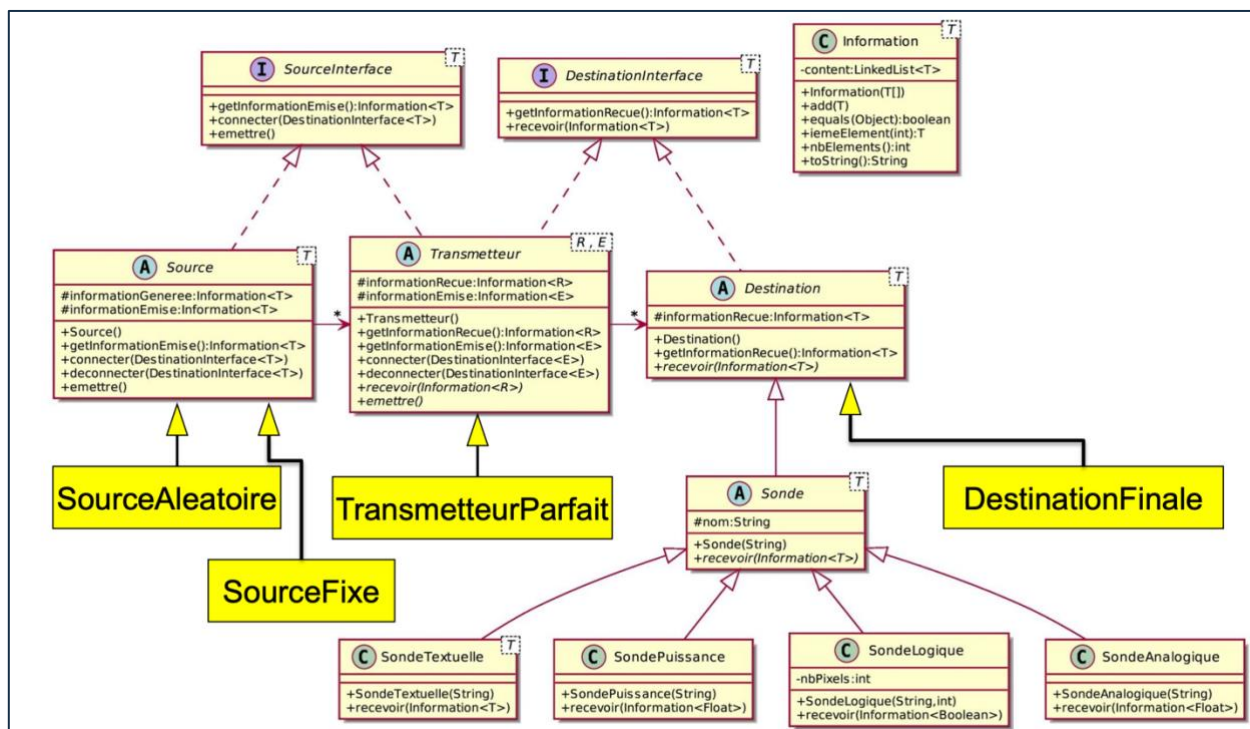 I SourceInterface
T
+getInformationEmise():Information<T>
+connecter(DestinationInterface<T>)
+emettre()
I DestinationInterface
T
+getInformationRecue():Information<T>
+recevoir(Information<T>)
C Information
T
-content:LinkedList<T>
+Information(T[])
+add(T)
+equals(Object):boolean
+iemeElement(int):T
+nbElements():int
+toString():String
A Source
T
#informationGeneree:Information<T>
#informationEmise:Information<T>
+Source()
+getInformationEmise():Information<T>
+connecter(DestinationInterface<T>)
+deconnecter(DestinationInterface<T>)
+emettre()
*
A Transmetteur
R , E
#informationRecue:Information<R>
#informationEmise:Information<E>
+Transmetteur()
+getInformationRecue():Information<R>
+getInformationEmise():Information<E>
+connecter(DestinationInterface<E>)
+deconnecter(DestinationInterface<E>)
+recevoir(Information<R>)
+emettre()
*
A Destination
T
#informationRecue:Information<T>
+Destination()
+getInformationRecue():Information<T>
+recevoir(Information<T>)
SourceAleatoire
SourceFixe
TransmetteurParfait
DestinationFinale
A Sonde
T
#nom:String
+Sonde(String)
+recevoir(Information<T>)
C SondeTextuelle
T
+SondeTextuelle(String)
+recevoir(Information<T>)
C SondePuissance
+SondePuissance(String)
+recevoir(Information<Float>)
C SondeLogique
-nbPixels:int
+SondeLogique(String,int)
+recevoir(Information<Boolean>)
C SondeAnalogique
+SondeAnalogique(String)
+recevoir(Information<Float>)